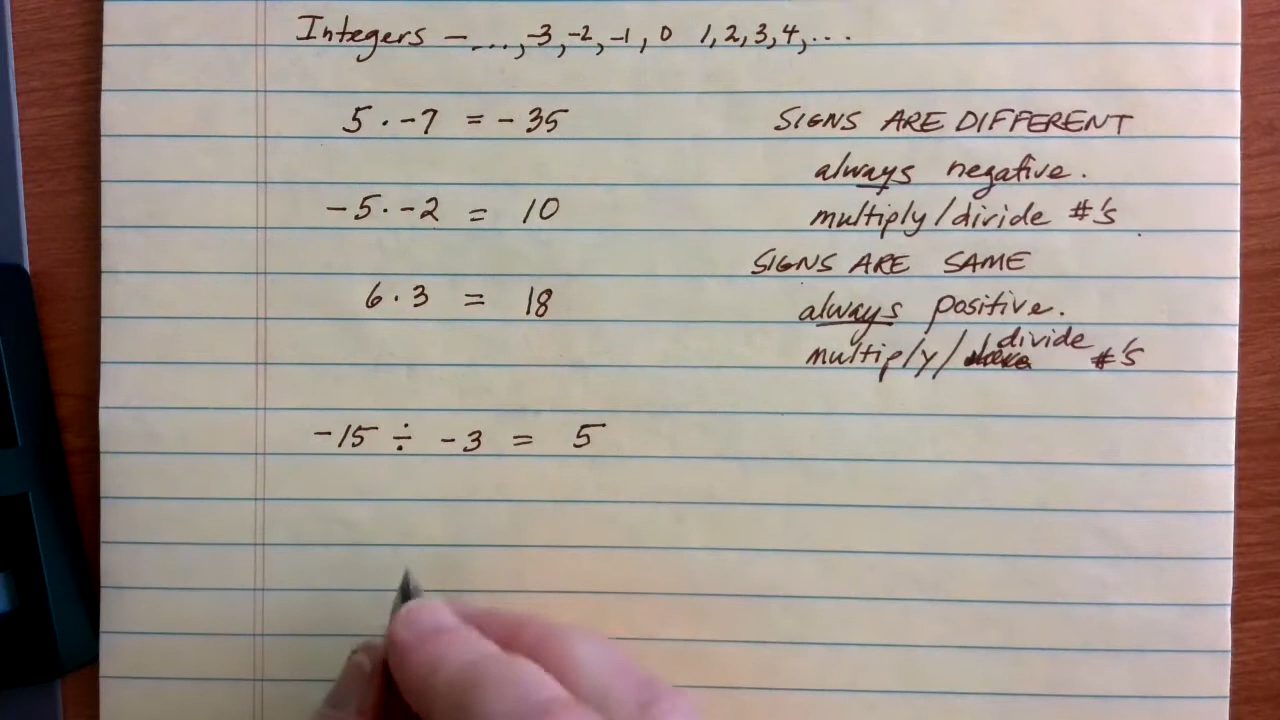 Integers - ..., -3, -2, -1, 0 1, 2, 3, 4, ...
5 · -7 = - 35
SIGNS ARE DIFFERENT
always negative.
-5 · -2 = 10
multiply/divide #'s
SIGNS ARE SAME
6 · 3 = 18
always positive.
multiply/ divide #'s
-15 ÷ -3 = 5